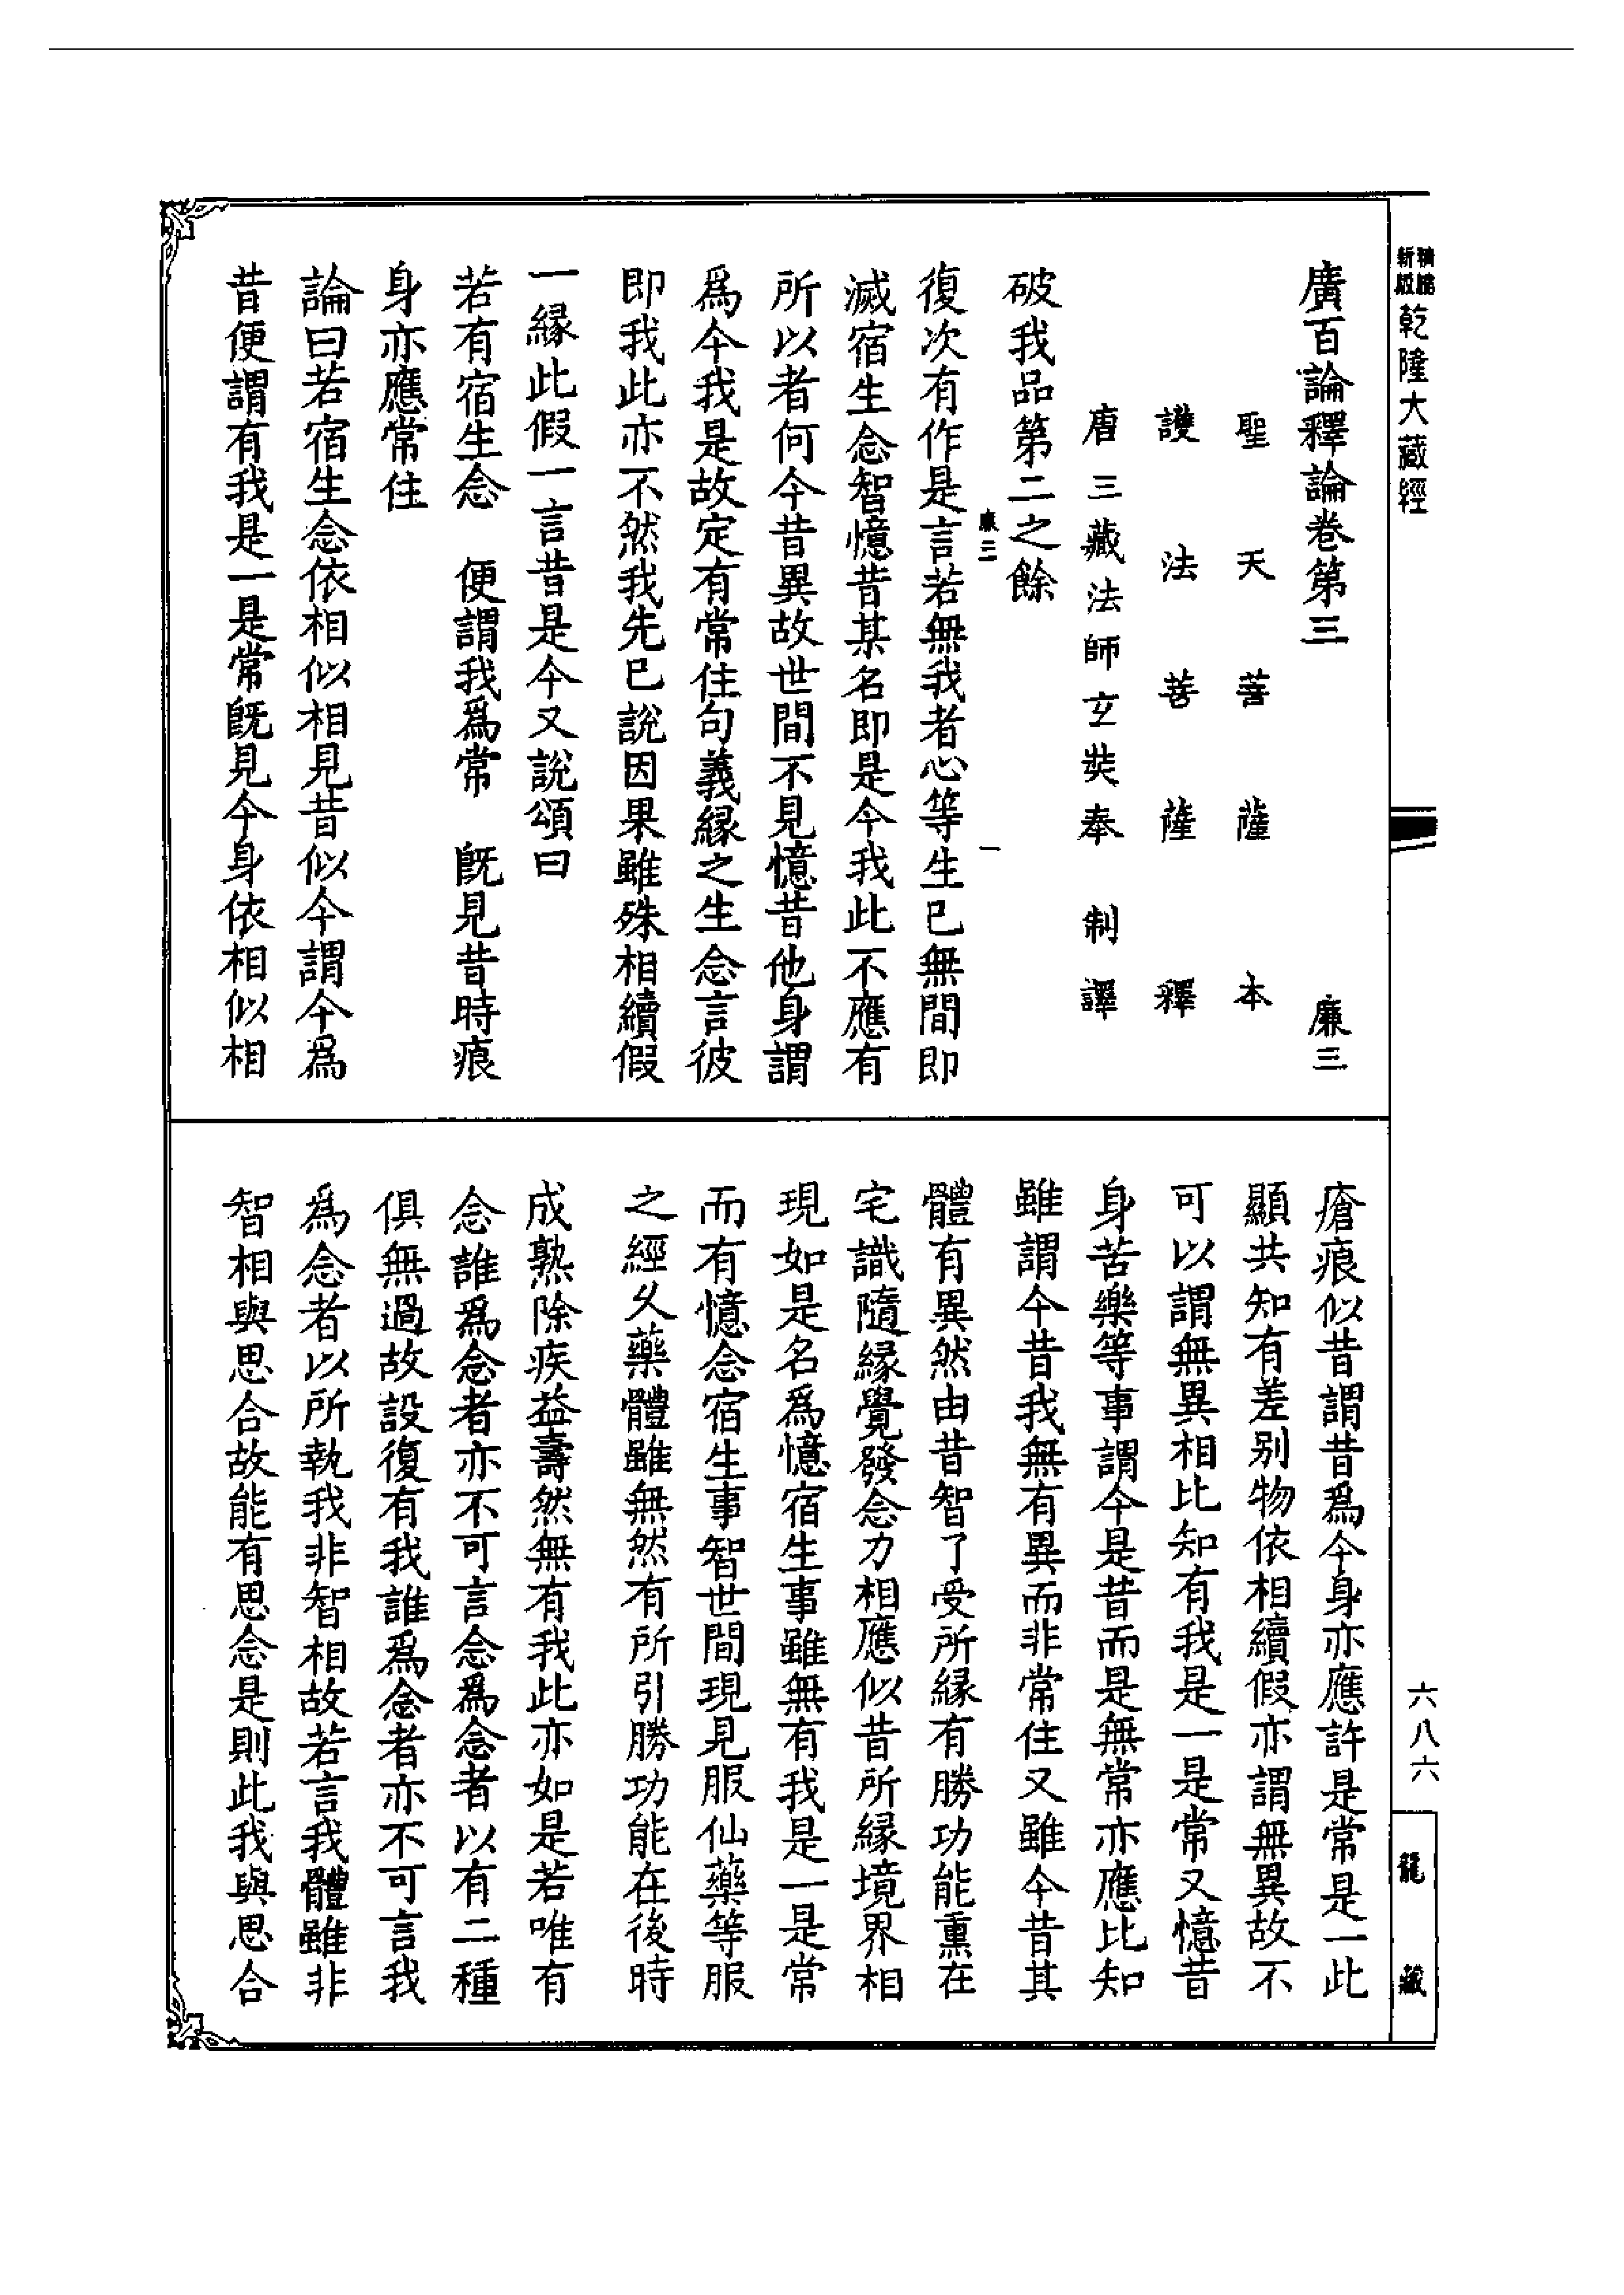 新版
精縮
乾隆大藏經
廣百論釋論卷第三 廉三
聖天菩薩本
護法菩薩釋
唐三藏法師玄奘奉制譯
破我品第二之餘
廉三 一
復次有作是言若無我者心等生已無間即
滅宿生念智憶昔某名即是今我此不應有
所以者何今昔異故世間不見憶昔他身謂
為今我是故定有常住句義緣之生念言彼
即我此亦不然我先已說因果雖殊相續假
一緣此假一言昔是今又說頌曰
若有宿生念 便謂我為常 既見昔時痕
身亦應常住
論曰若宿生念依相似相見昔似今謂今為
昔便謂有我是一是常既見今身依相似相
瘡痕似昔謂昔為今身亦應許是常是一此
顯共知有差別物依相續假亦謂無異故不
可以謂無異相比知有我是一是常又憶昔
身苦樂等事謂今是昔而是無常亦應比知
雖謂今昔我無有異而非常住又雖今昔其
體有異然由昔智了受所緣有勝功能熏在
宅識隨緣覺發念力相應似昔所緣境界相
現如是名為憶宿生事雖無有我是一是常
而有憶念宿生事智世間現見服仙藥等服
之經久藥體雖無然有所引勝功能在後時
成熟除疾益壽然無有我此亦如是若唯有
念誰為念者亦不可言念為念者以有二種
俱無過故設復有我誰為念者亦不可言我
為念者以所執我非智相故若言我體雖非
智相與思合故能有思念是則此我與思合
六八六
龍藏